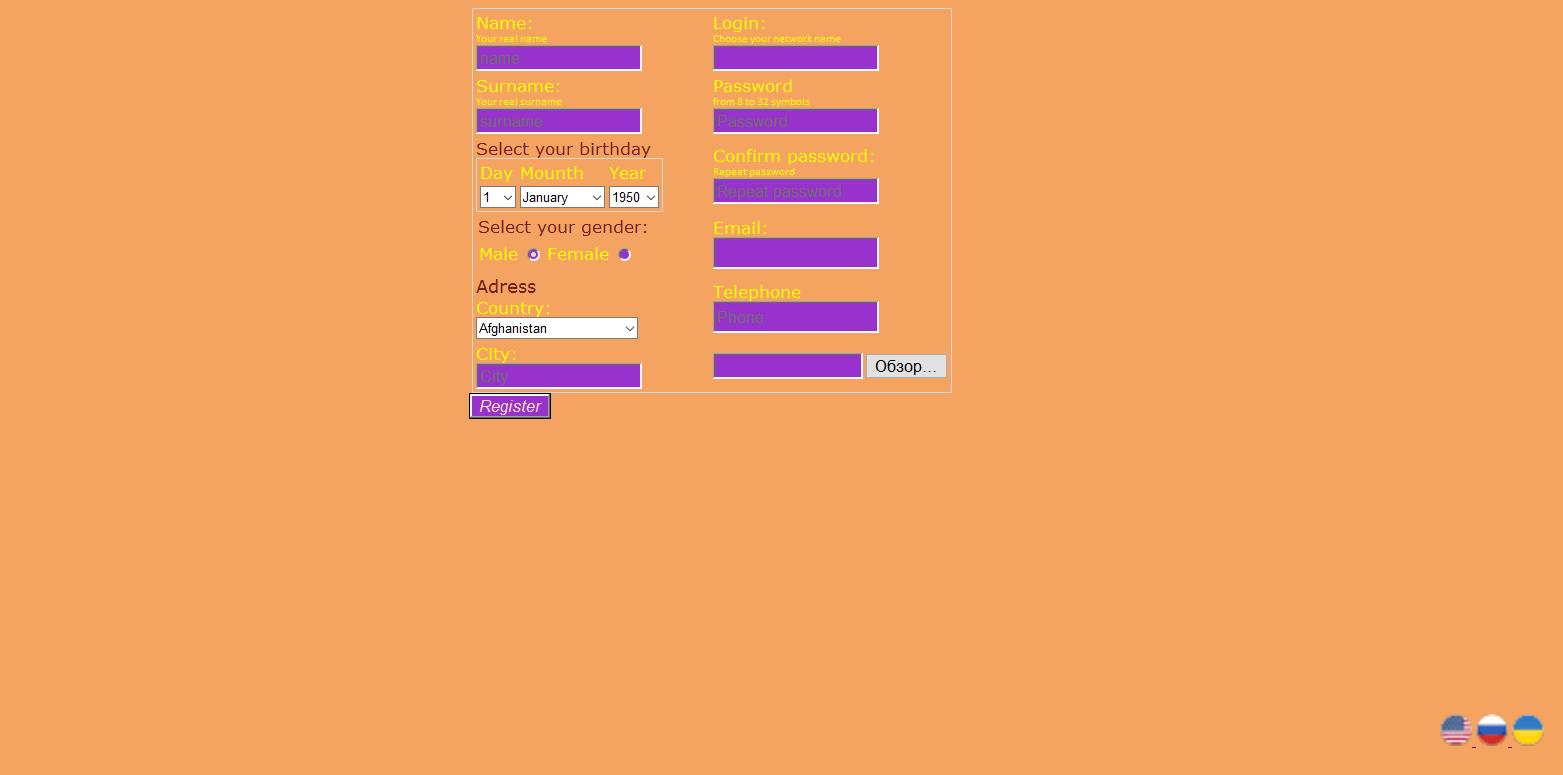 Name:
Your real name
name
Surname:
Your real surname
surname
Select your birthday
Day Mounth Year
1 January 1950
Select your gender:
Male Female
Adress
Country:
Afghanistan
City:
City
Login:
Choose your network name
Password
from 8 to 32 symbols
Password
Confirm password:
Repeat password
Repeat password
Email:
Telephone
Phone
Обзор...
Register